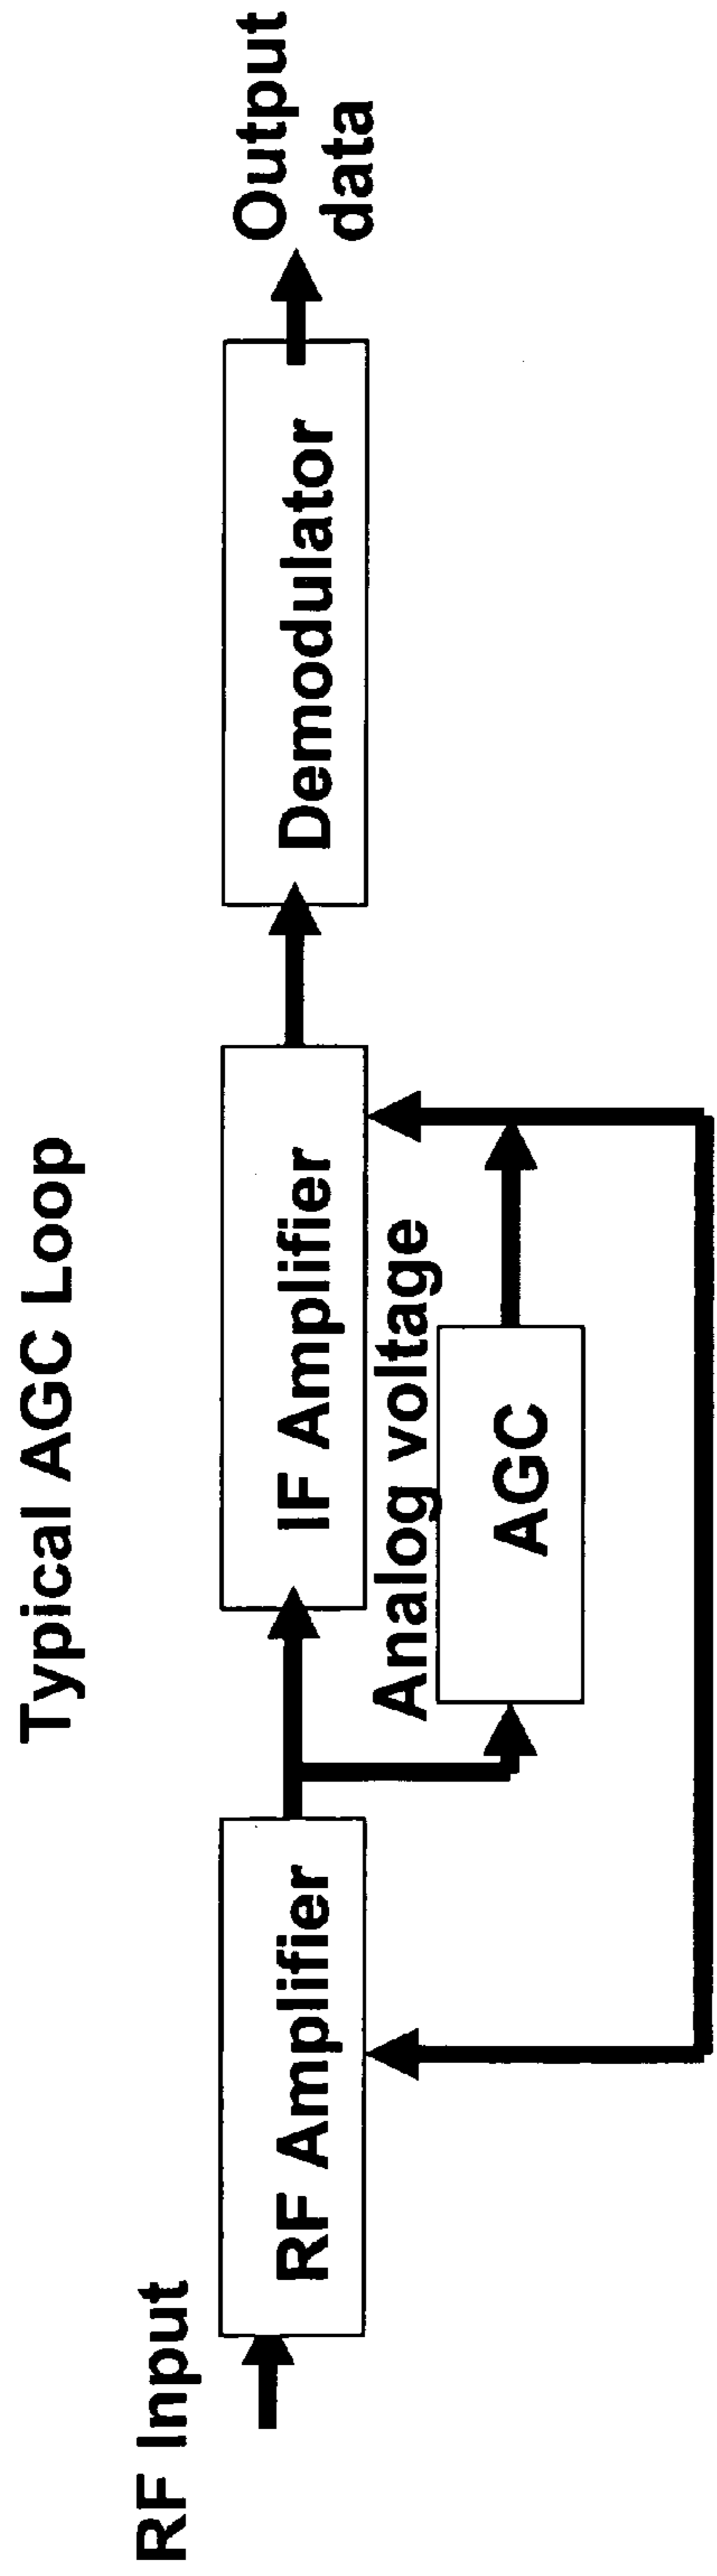 Typical AGC Loop
RF Input
RF Amplifier
IF Amplifier
Demodulator
Output
data
Analog voltage
AGC